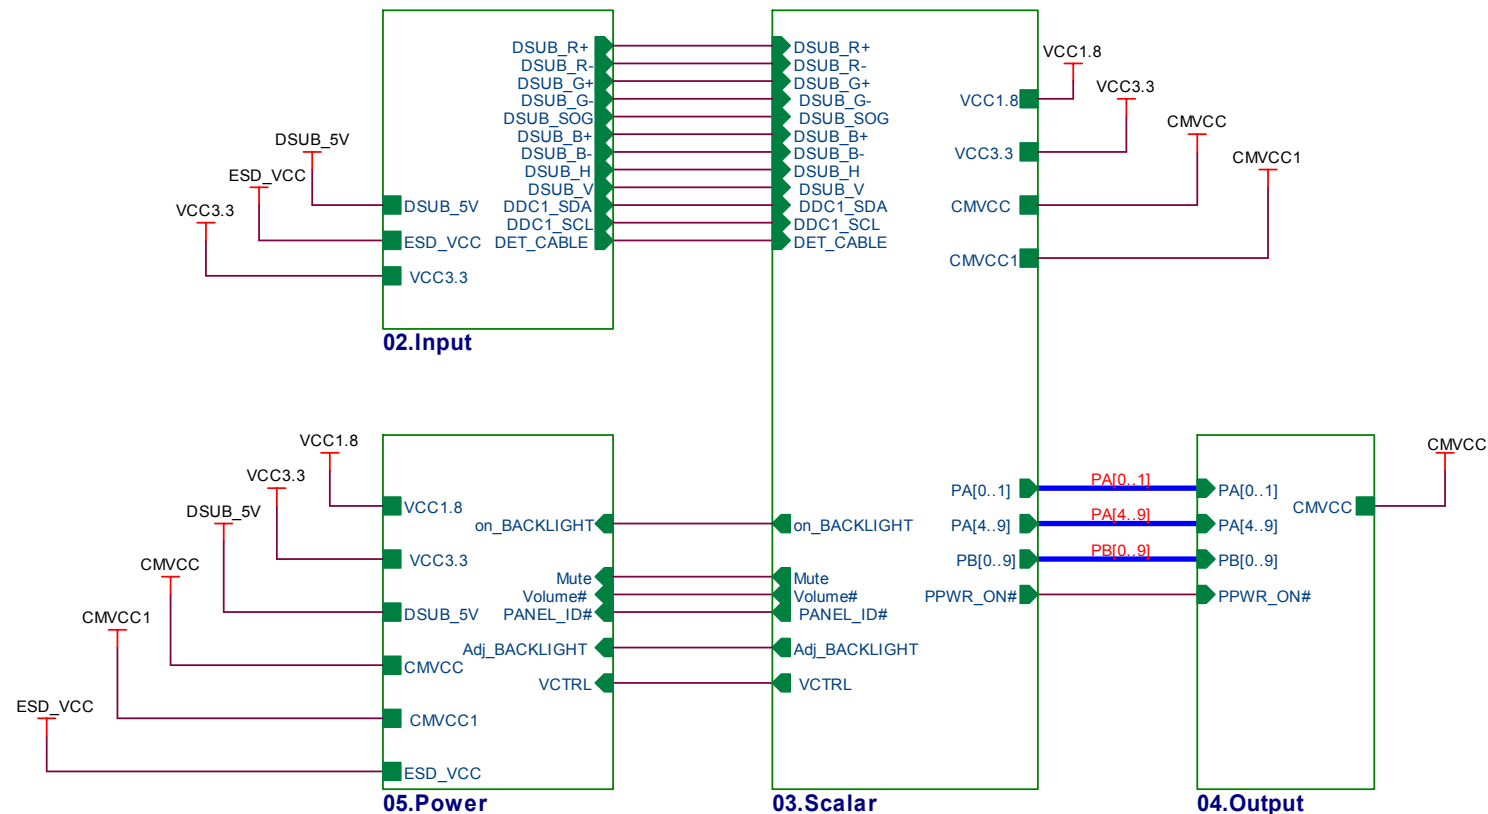 DSUB_5V
ESD_VCC
VCC3.3
DSUB_R+
DSUB_R-
DSUB_G+
DSUB_G-
DSUB_SOG
DSUB_B+
DSUB_B-
DSUB_H
DSUB_V
DDC1_SDA
DDC1_SCL
DET_CABLE
DSUB_5V
ESD_VCC
VCC3.3
02.Input
DSUB_R+
DSUB_R-
DSUB_G+
DSUB_G-
DSUB_SOG
DSUB_B+
DSUB_B-
DSUB_H
DSUB_V
DDC1_SDA
DDC1_SCL
DET_CABLE
VCC1.8
VCC3.3
CMVCC
CMVCC1
VCC1.8
VCC3.3
CMVCC
CMVCC1
VCC1.8
VCC3.3
DSUB_5V
CMVCC
CMVCC1
ESD_VCC
VCC1.8
VCC3.3
DSUB_5V
CMVCC
CMVCC1
ESD_VCC
on_BACKLIGHT
Mute
Volume#
PANEL_ID#
Adj_BACKLIGHT
VCTRL
05.Power
on_BACKLIGHT
Mute
Volume#
PANEL_ID#
Adj_BACKLIGHT
VCTRL
PA[0..1]
PA[4..9]
PB[0..9]
PPWR_ON#
03.Scalar
PA[0..1]
PA[4..9]
PB[0..9]
PA[0..1]
PA[4..9]
PB[0..9]
PPWR_ON#
CMVCC
CMVCC
04.Output